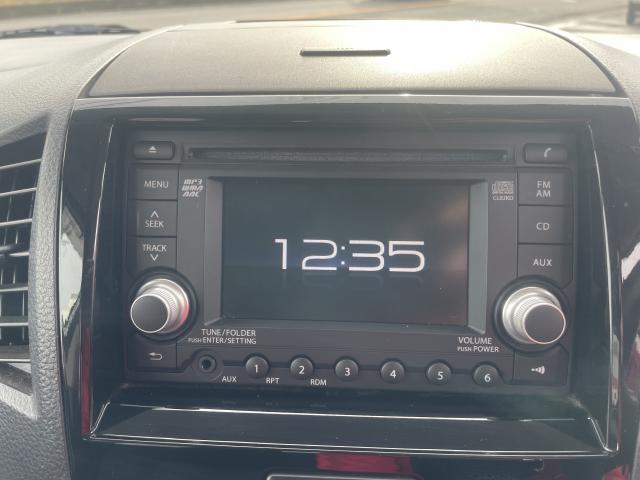 MENU
MP3
WMA
AAC
FM
AM
CLRJKO
SEEK
CD
TRACK
12:35
AUX
TUNE/FOLDER
PUSH ENTER/SETTING
VOLUME
PUSH POWER
AUX
1
RPT
2
RDM
3
4
5
6